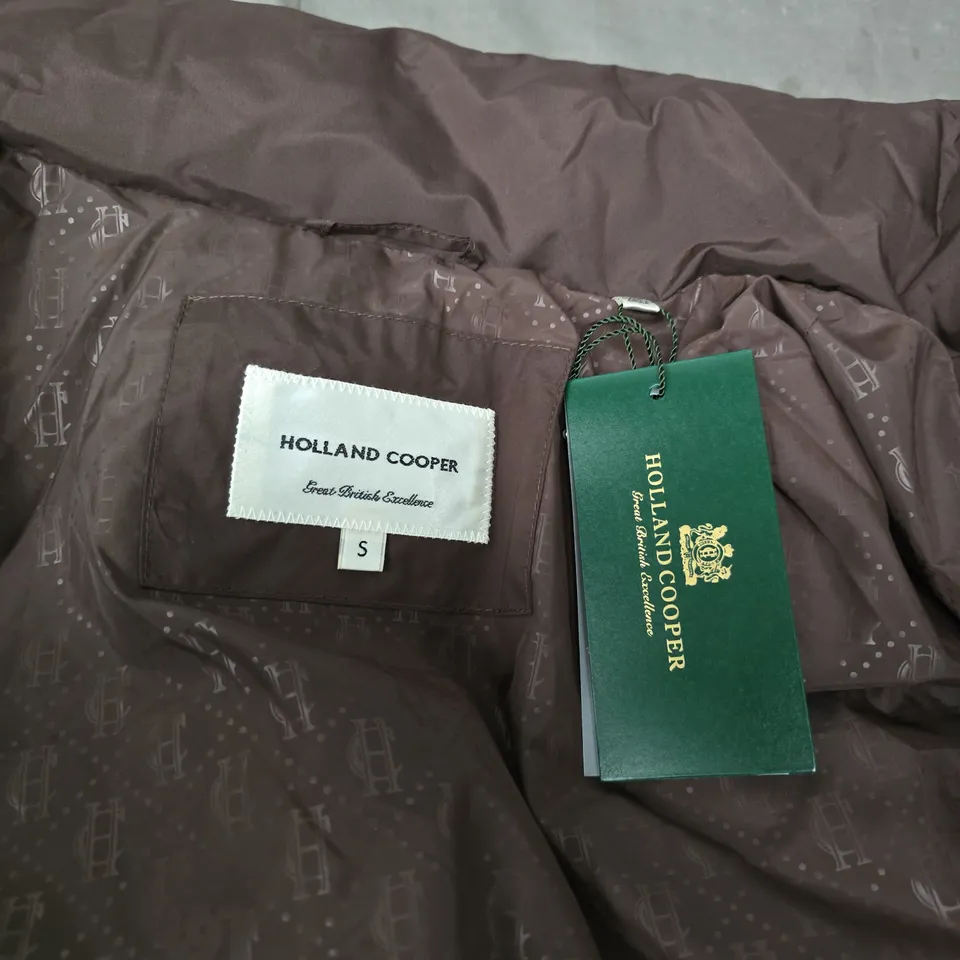 HOLLAND COOPER
Great British Excellence
S
HOLLAND COOPER
Great British Excellence